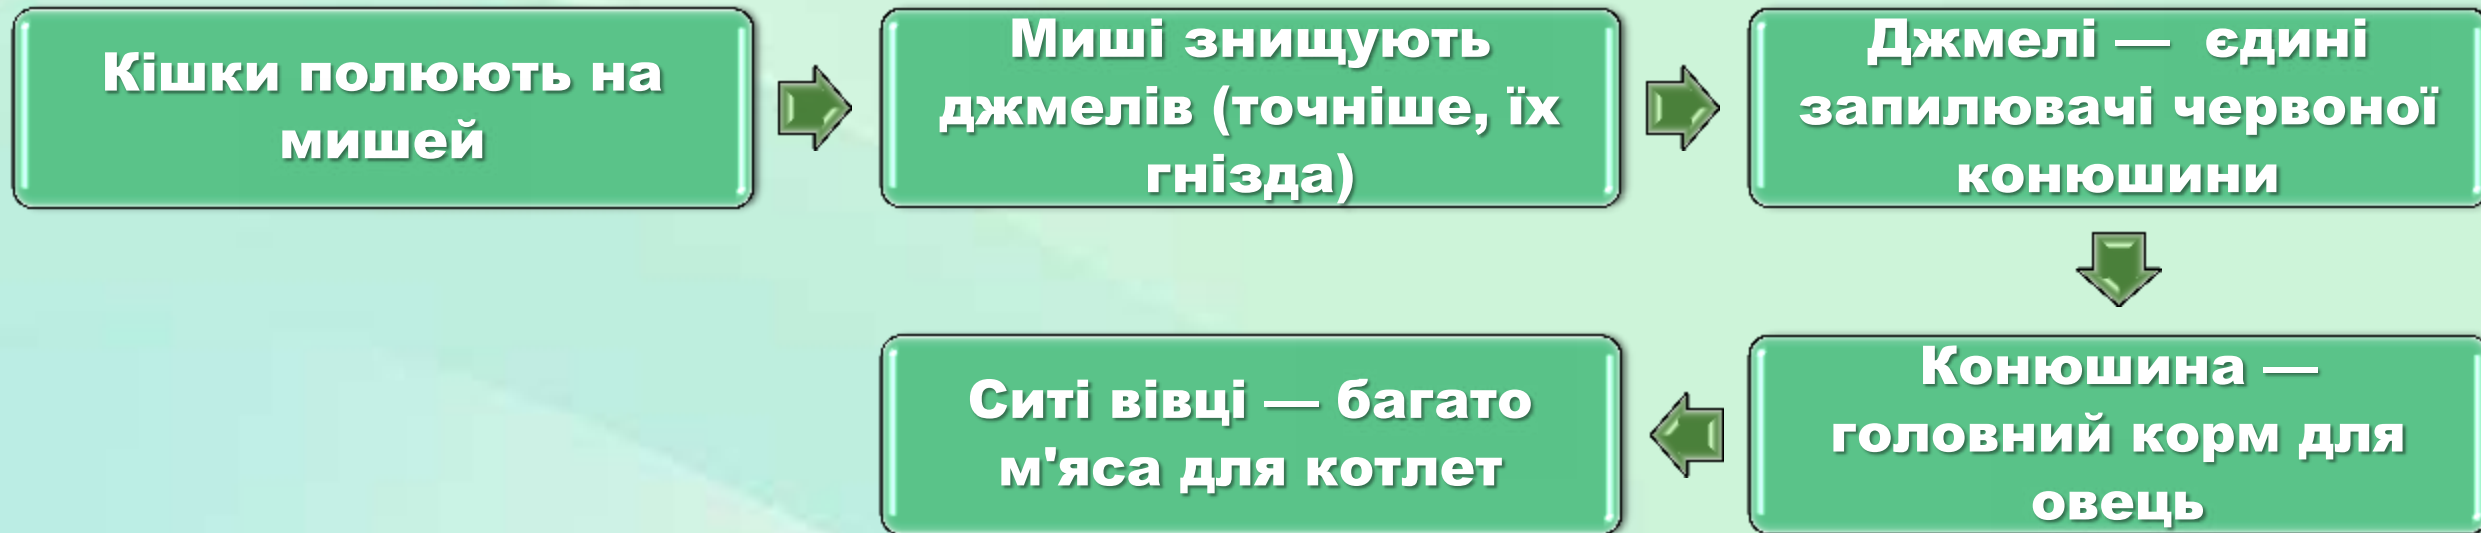 Кішки полюють на
мишей
Миші знищують
джмелів (точніше, їх
гнізда)
Джмелі — єдині
запилювачі червоної
конюшини
Конюшина —
головний корм для
овець
Ситі вівці — багато
м'яса для котлет